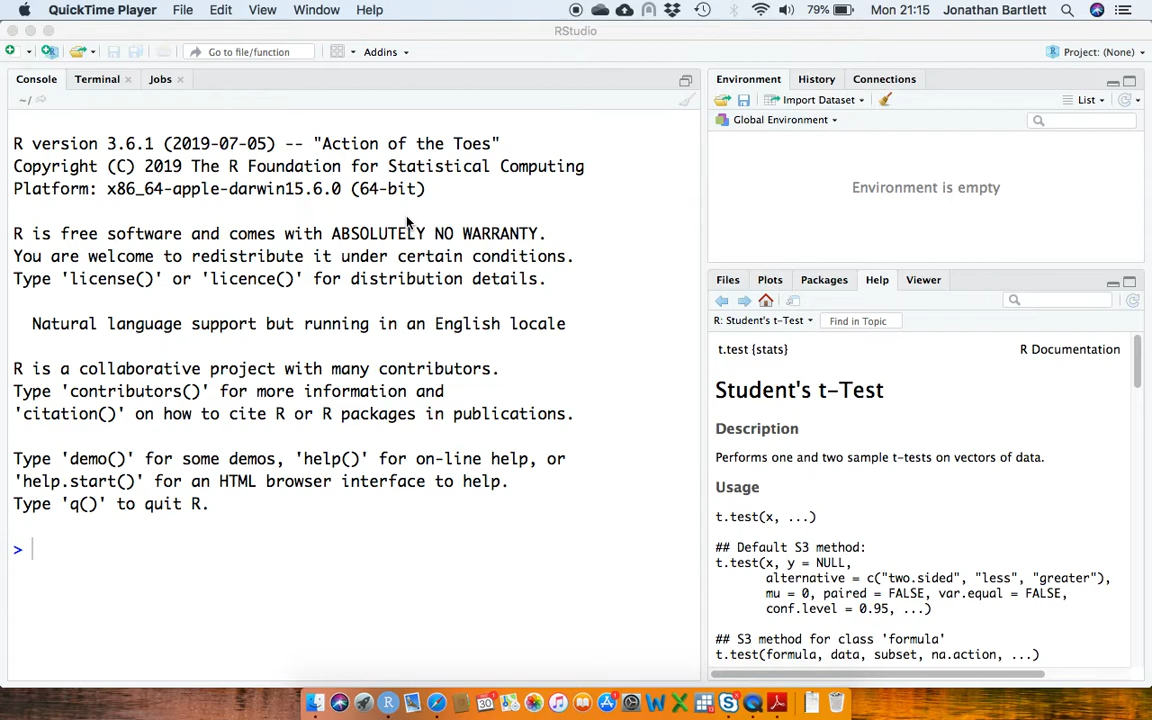 QuickTime Player File Edit View Window Help 79% Mon 21:15 Jonathan Bartlett
RStudio
Go to file/function Addins Project: (None)
Console Terminal Jobs
~/
R version 3.6.1 (2019-07-05) -- "Action of the Toes"
Copyright (C) 2019 The R Foundation for Statistical Computing
Platform: x86_64-apple-darwin15.6.0 (64-bit)
R is free software and comes with ABSOLUTELY NO WARRANTY.
You are welcome to redistribute it under certain conditions.
Type 'license()' or 'licence()' for distribution details.
Natural language support but running in an English locale
R is a collaborative project with many contributors.
Type 'contributors()' for more information and
'citation()' on how to cite R or R packages in publications.
Type 'demo()' for some demos, 'help()' for on-line help, or
'help.start()' for an HTML browser interface to help.
Type 'q()' to quit R.
>
Environment History Connections
Import Dataset List
Global Environment
Environment is empty
Files Plots Packages Help Viewer
R: Student's t-Test Find in Topic
t.test {stats} R Documentation
Student's t-Test
Description
Performs one and two sample t-tests on vectors of data.
Usage
t.test(x, ...)
## Default S3 method:
t.test(x, y = NULL,
alternative = c("two.sided", "less", "greater"),
mu = 0, paired = FALSE, var.equal = FALSE,
conf.level = 0.95, ...)
## S3 method for class 'formula'
t.test(formula, data, subset, na.action, ...)
30